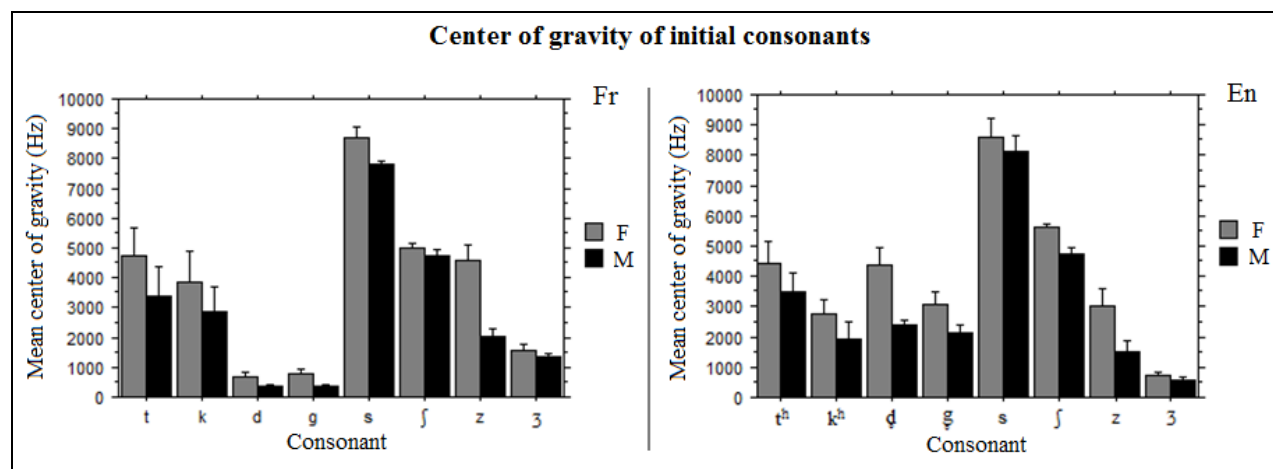 Center of gravity of initial consonants
Fr
Mean center of gravity (Hz)
10000
9000
8000
7000
6000
5000
4000
3000
2000
1000
0
t k d g s ʃ z ʒ
Consonant
F
M
En
Mean center of gravity (Hz)
10000
9000
8000
7000
6000
5000
4000
3000
2000
1000
0
tʰ kʰ d̥ g̥ s ʃ z ʒ
Consonant
F
M